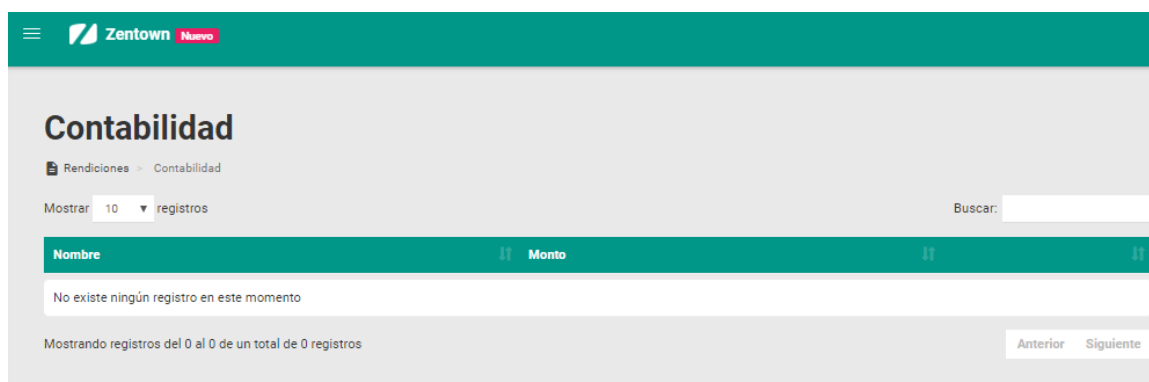 Zentown Nuevo
Contabilidad
Rendiciones > Contabilidad
Mostrar 10 registros
Buscar:
Nombre Monto
No existe ningún registro en este momento
Mostrando registros del 0 al 0 de un total de 0 registros
Anterior Siguiente